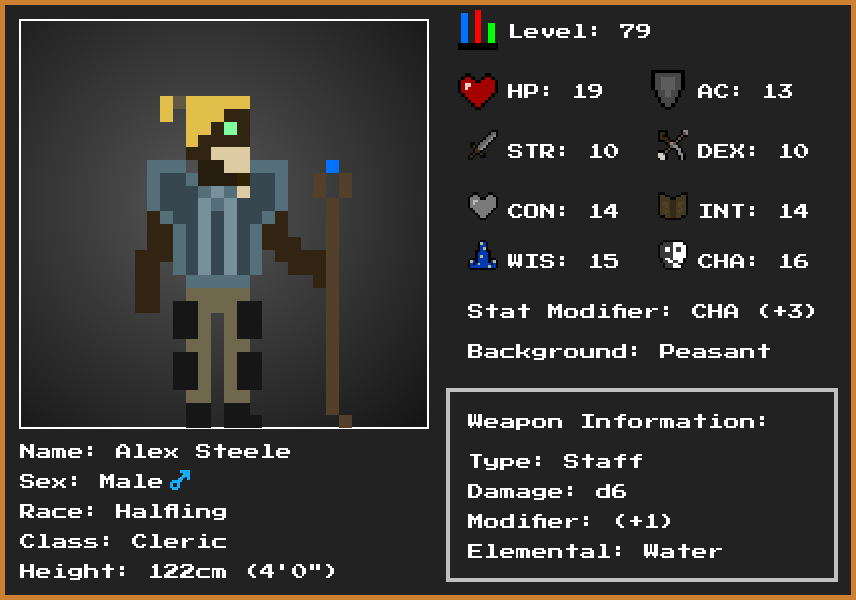 Level: 79
HP: 19 AC: 13
STR: 10 DEX: 10
CON: 14 INT: 14
WIS: 15 CHA: 16
Stat Modifier: CHA (+3)
Background: Peasant
Weapon Information:
Type: Staff
Damage: d6
Modifier: (+1)
Elemental: Water
Name: Alex Steele
Sex: Male ♂
Race: Halfling
Class: Cleric
Height: 122cm (4'0")